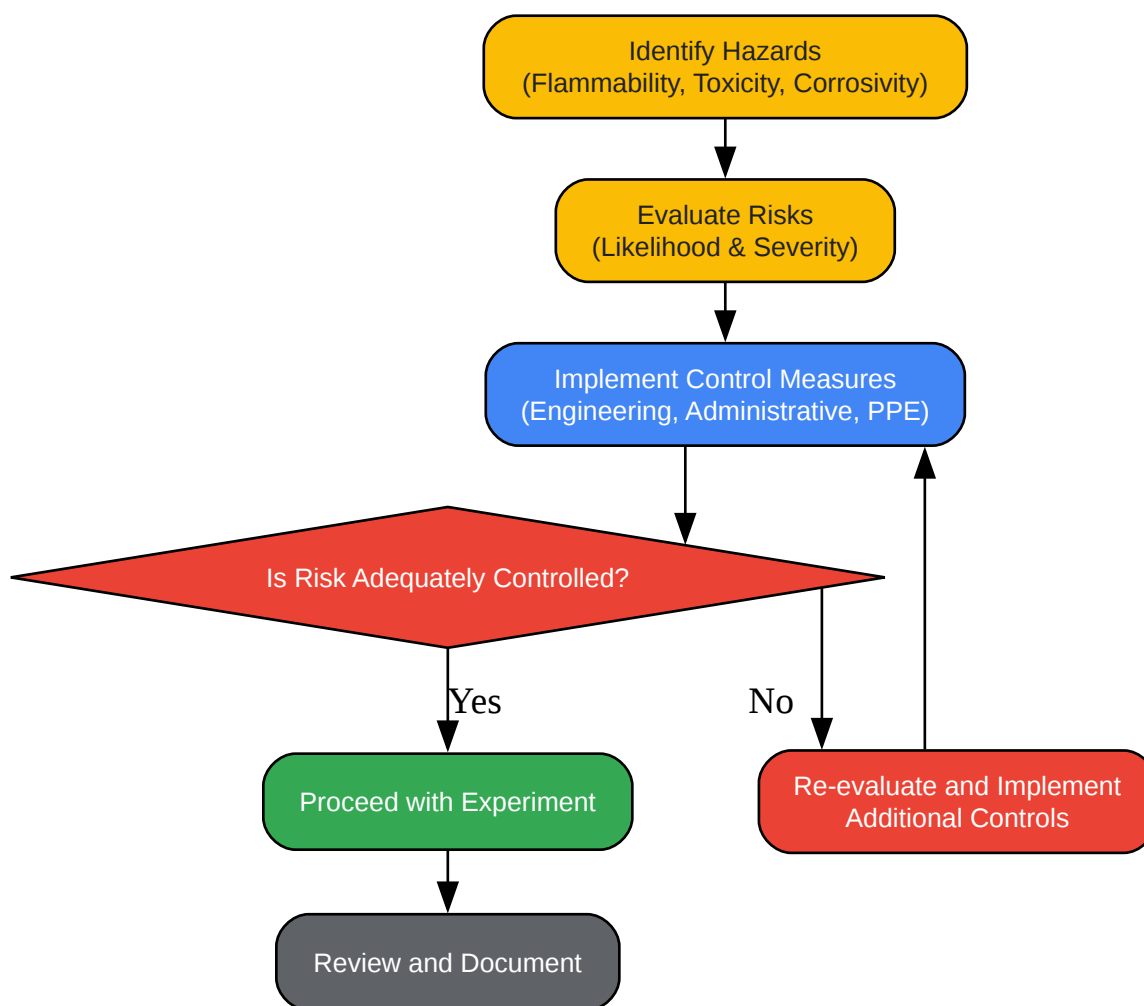 Identify Hazards
(Flammability, Toxicity, Corrosivity)
Evaluate Risks
(Likelihood & Severity)
Implement Control Measures
(Engineering, Administrative, PPE)
Is Risk Adequately Controlled?
Yes
No
Proceed with Experiment
Re-evaluate and Implement
Additional Controls
Review and Document